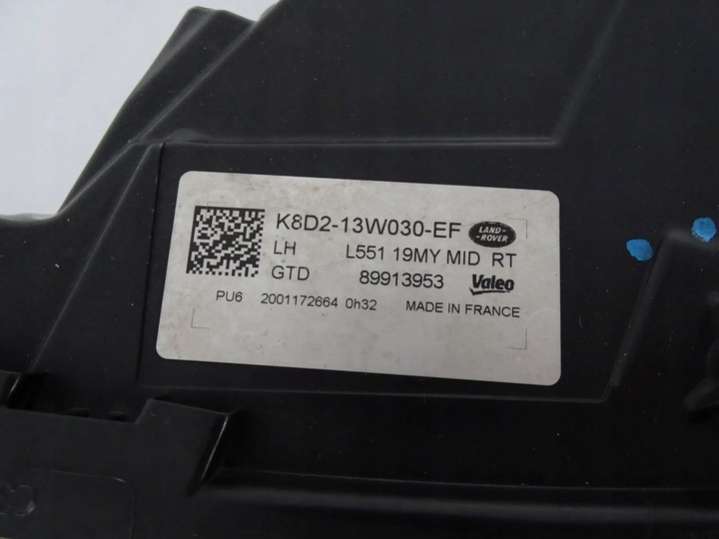 K8D2-13W030-EF LAND-ROVER
LH L551 19MY MID RT
GTD 89913953 Valeo
PU6 2001172664 0h32 MADE IN FRANCE